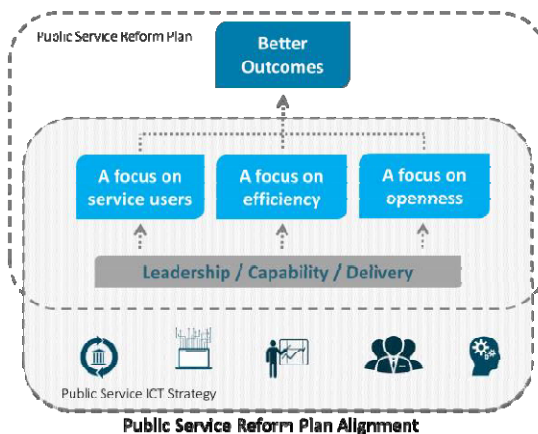 Public Service Reform Plan
Better
Outcomes
A focus on
service users
A focus on
efficiency
A focus on
openness
Leadership / Capability / Delivery
Public Service ICT Strategy
Public Service Reform Plan Alignment